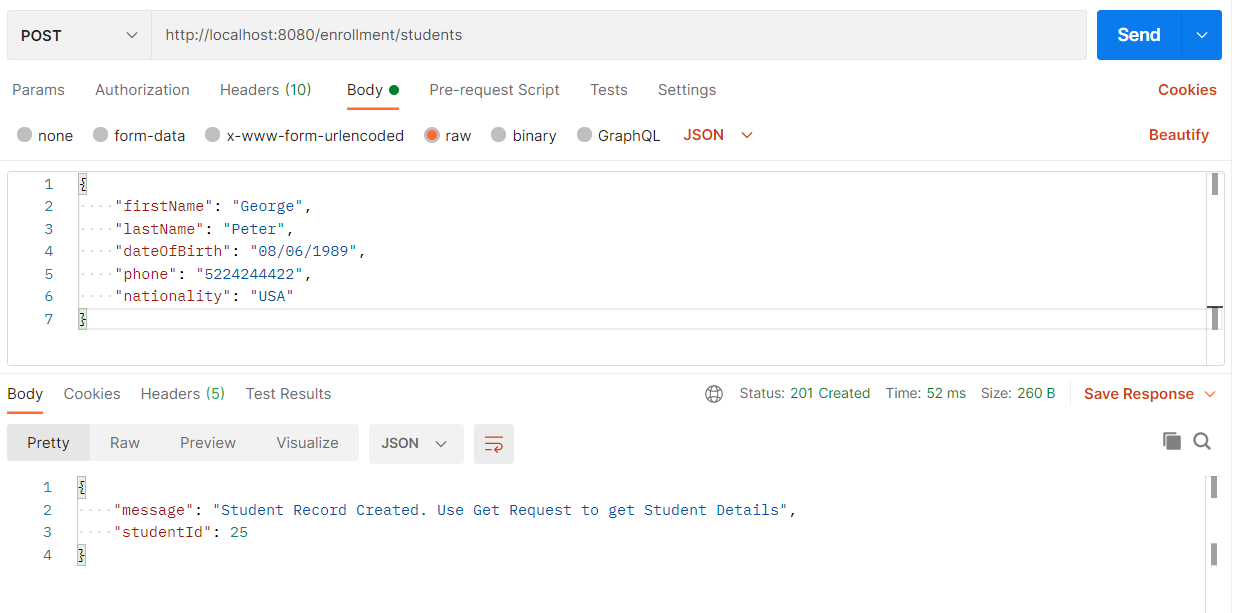 POST http://localhost:8080/enrollment/students Send
Params Authorization Headers (10) Body Pre-request Script Tests Settings Cookies
none form-data x-www-form-urlencoded raw binary GraphQL JSON Beautify
1 {
2 ····"firstName": "George",
3 ····"lastName": "Peter",
4 ····"dateOfBirth": "08/06/1989",
5 ····"phone": "5224244422",
6 ····"nationality": "USA"
7 }
Body Cookies Headers (5) Test Results Status: 201 Created Time: 52 ms Size: 260 B Save Response
Pretty Raw Preview Visualize JSON
1 {
2 ····"message": "Student Record Created. Use Get Request to get Student Details",
3 ····"studentId": 25
4 }